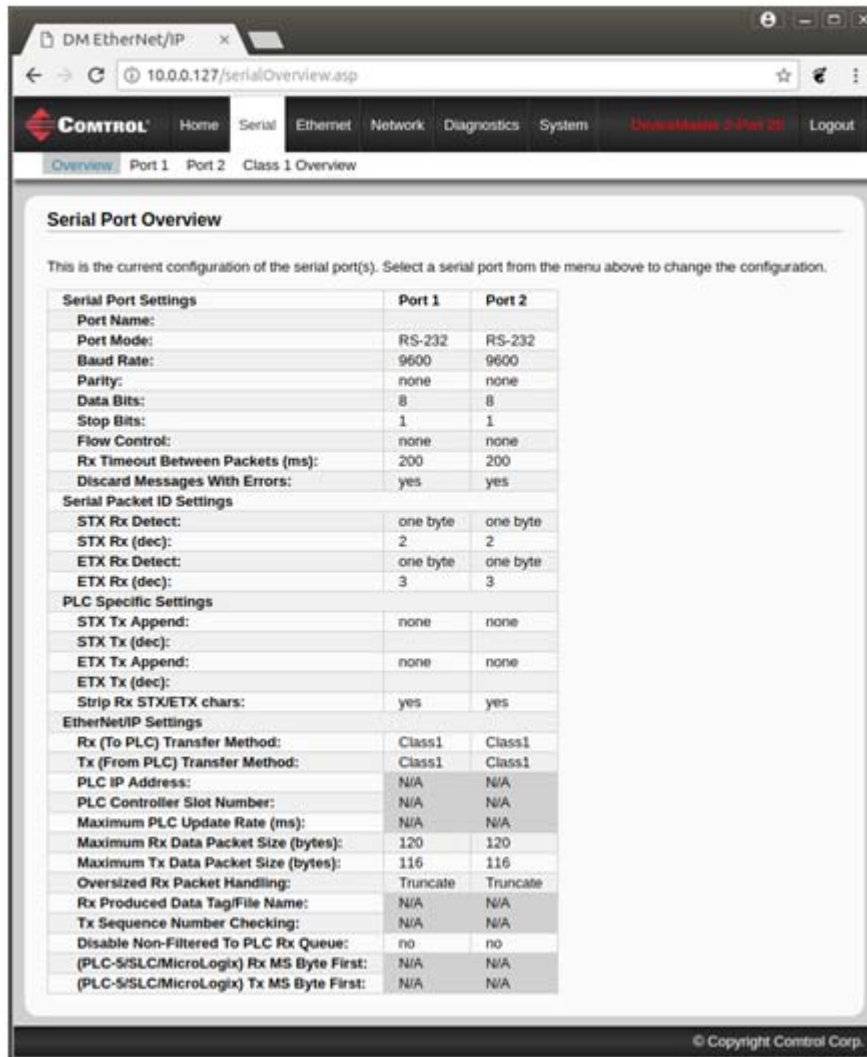 DM EtherNet/IP
10.0.0.127/serialOverview.asp
COMTROL Home Serial Ethernet Network Diagnostics System DeviceMaster 2-Port 2E Logout
Overview Port 1 Port 2 Class 1 Overview
Serial Port Overview
This is the current configuration of the serial port(s). Select a serial port from the menu above to change the configuration.
Serial Port Settings Port 1 Port 2
Port Name:
Port Mode: RS-232 RS-232
Baud Rate: 9600 9600
Parity: none none
Data Bits: 8 8
Stop Bits: 1 1
Flow Control: none none
Rx Timeout Between Packets (ms): 200 200
Discard Messages With Errors: yes yes
Serial Packet ID Settings
STX Rx Detect: one byte one byte
STX Rx (dec): 2 2
ETX Rx Detect: one byte one byte
ETX Rx (dec): 3 3
PLC Specific Settings
STX Tx Append: none none
STX Tx (dec):
ETX Tx Append: none none
ETX Tx (dec):
Strip Rx STX/ETX chars: yes yes
EtherNet/IP Settings
Rx (To PLC) Transfer Method: Class1 Class1
Tx (From PLC) Transfer Method: Class1 Class1
PLC IP Address: N/A N/A
PLC Controller Slot Number: N/A N/A
Maximum PLC Update Rate (ms): N/A N/A
Maximum Rx Data Packet Size (bytes): 120 120
Maximum Tx Data Packet Size (bytes): 116 116
Oversized Rx Packet Handling: Truncate Truncate
Rx Produced Data Tag/File Name: N/A N/A
Tx Sequence Number Checking: N/A N/A
Disable Non-Filtered To PLC Rx Queue: no no
(PLC-5/SLC/MicroLogix) Rx MS Byte First: N/A N/A
(PLC-5/SLC/MicroLogix) Tx MS Byte First: N/A N/A
© Copyright Comtrol Corp.